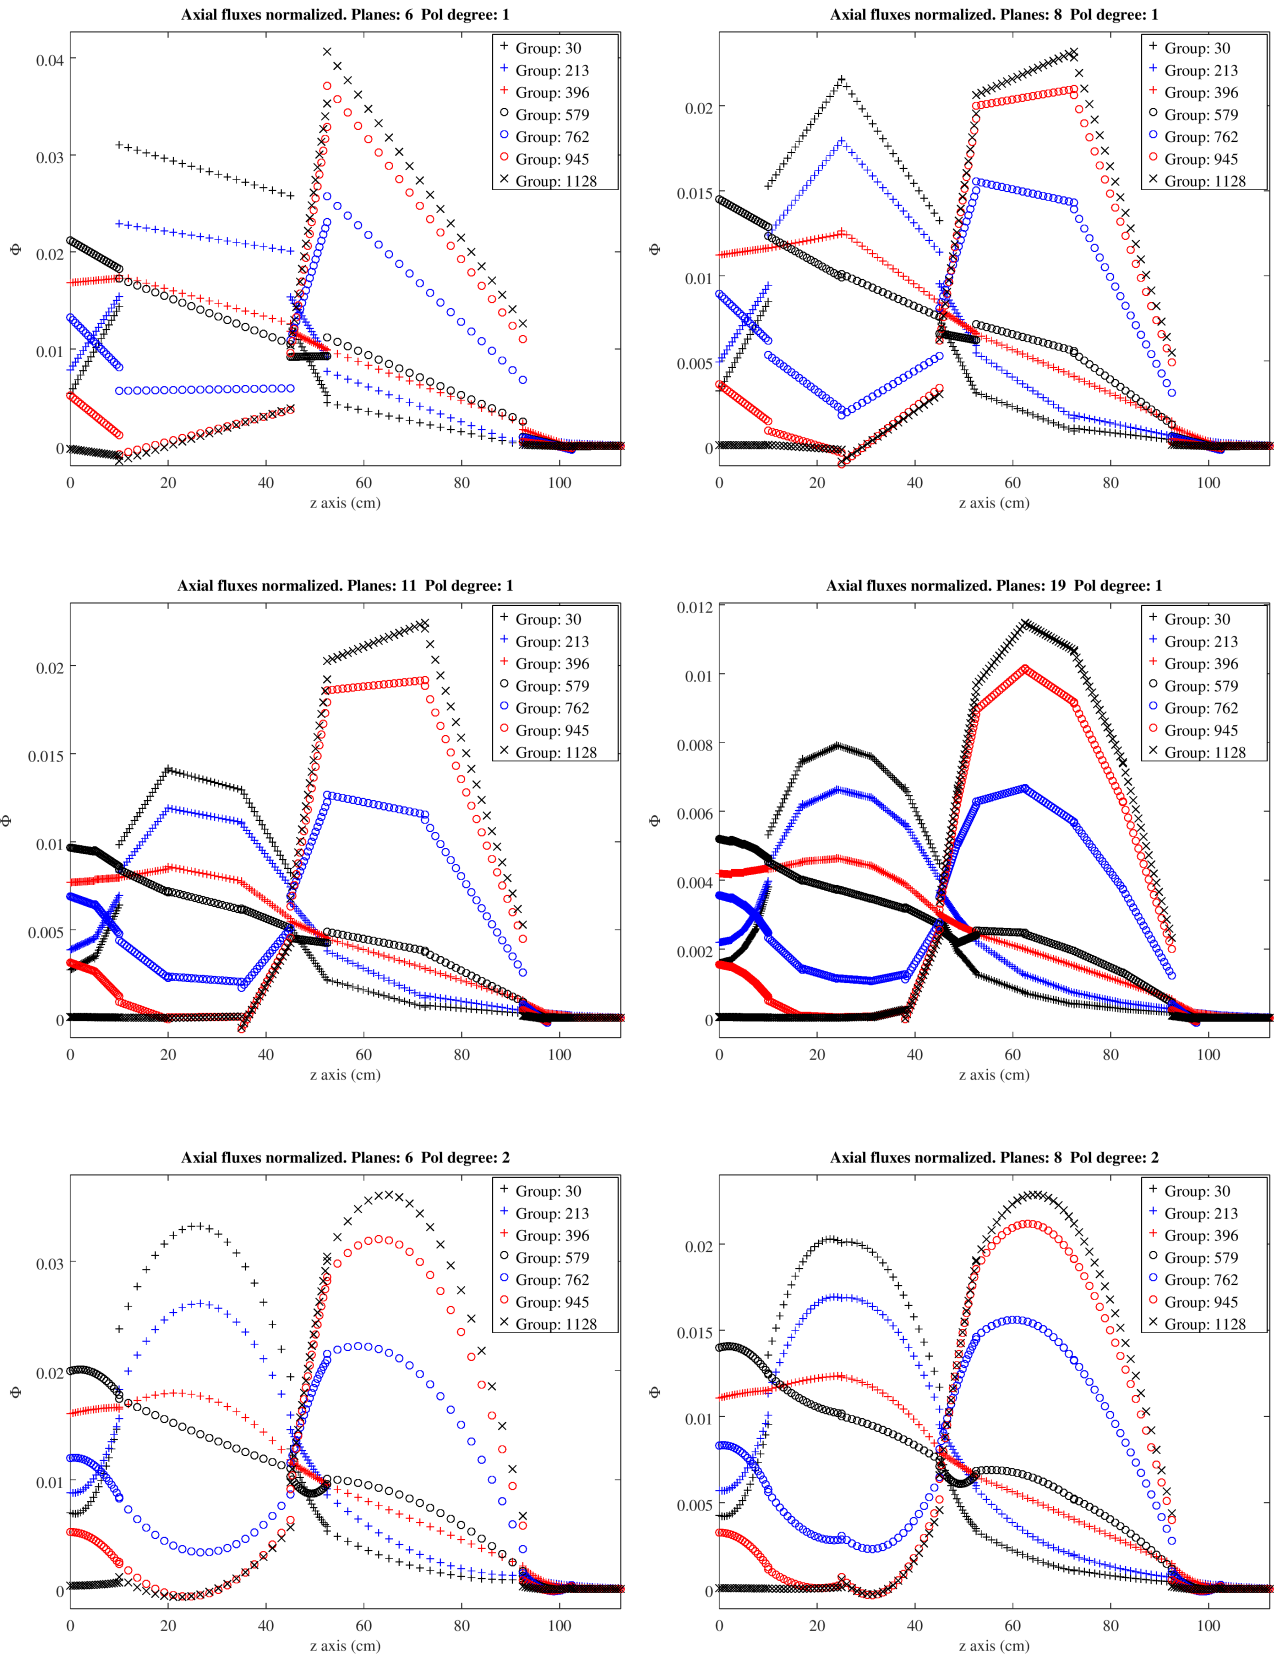 Axial fluxes normalized. Planes: 6 Pol degree: 1
Group: 30
Group: 213
Group: 396
Group: 579
Group: 762
Group: 945
Group: 1128
0.04
0.03
0.02
0.01
0
Φ
0 20 40 60 80 100
z axis (cm)
Axial fluxes normalized. Planes: 8 Pol degree: 1
Group: 30
Group: 213
Group: 396
Group: 579
Group: 762
Group: 945
Group: 1128
0.02
0.015
0.01
0.005
0
Φ
0 20 40 60 80 100
z axis (cm)
Axial fluxes normalized. Planes: 11 Pol degree: 1
Group: 30
Group: 213
Group: 396
Group: 579
Group: 762
Group: 945
Group: 1128
0.02
0.015
0.01
0.005
0
Φ
0 20 40 60 80 100
z axis (cm)
Axial fluxes normalized. Planes: 19 Pol degree: 1
Group: 30
Group: 213
Group: 396
Group: 579
Group: 762
Group: 945
Group: 1128
0.012
0.01
0.008
0.006
0.004
0.002
0
Φ
0 20 40 60 80 100
z axis (cm)
Axial fluxes normalized. Planes: 6 Pol degree: 2
Group: 30
Group: 213
Group: 396
Group: 579
Group: 762
Group: 945
Group: 1128
0.03
0.02
0.01
0
Φ
0 20 40 60 80 100
z axis (cm)
Axial fluxes normalized. Planes: 8 Pol degree: 2
Group: 30
Group: 213
Group: 396
Group: 579
Group: 762
Group: 945
Group: 1128
0.02
0.015
0.01
0.005
0
Φ
0 20 40 60 80 100
z axis (cm)